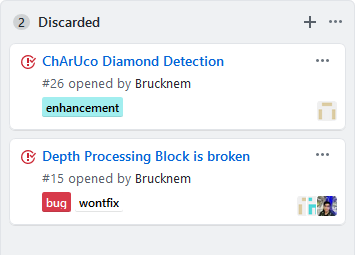 2 Discarded
ChArUco Diamond Detection
#26 opened by Brucknem
enhancement
Depth Processing Block is broken
#15 opened by Brucknem
bug wontfix